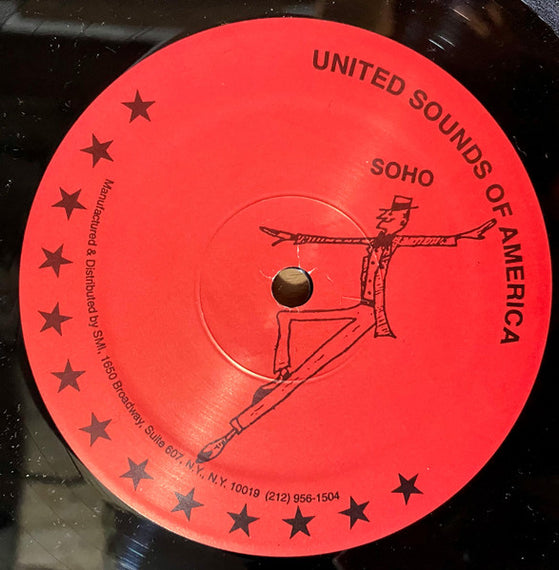 UNITED SOUNDS OF AMERICA
SOHO
Manufactured & Distributed by SMI, 1650 Broadway, Suite 607, N.Y., N.Y. 10019 (212) 956-1504